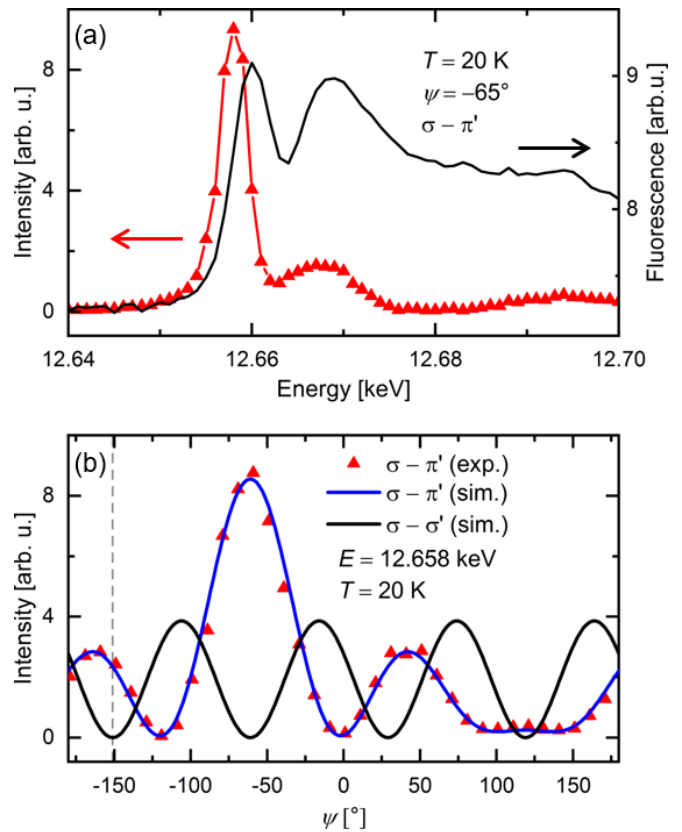 (a)
T = 20 K
ψ = −65°
σ − π'
Intensity [arb. u.]
8
4
0
Fluorescence [arb.u.]
9
8
12.64 12.66 12.68 12.70
Energy [keV]
(b)
σ − π' (exp.)
σ − π' (sim.)
σ − σ' (sim.)
E = 12.658 keV
T = 20 K
Intensity [arb. u.]
8
4
0
-150 -100 -50 0 50 100 150
ψ [°]